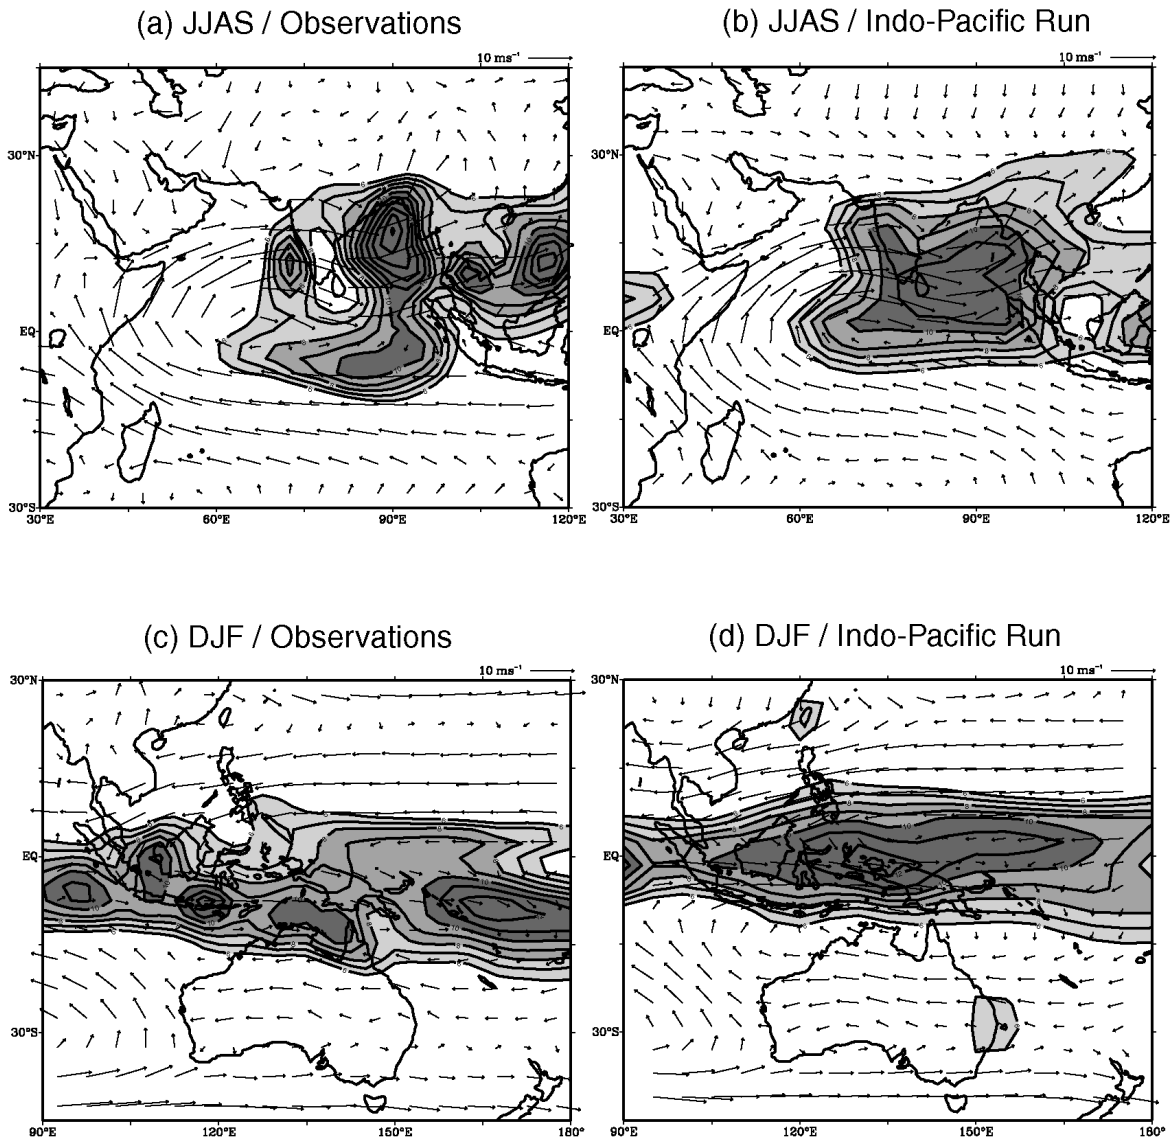 (a) JJAS / Observations
(b) JJAS / Indo-Pacific Run
10 ms⁻¹
10 ms⁻¹
30°N
30°N
EQ
EQ
30°S
30°S
30°E 60°E 90°E 120°E
30°E 60°E 90°E 120°E
(c) DJF / Observations
(d) DJF / Indo-Pacific Run
10 ms⁻¹
10 ms⁻¹
30°N
30°N
EQ
EQ
30°S
30°S
90°E 120°E 150°E 180°
90°E 120°E 150°E 180°